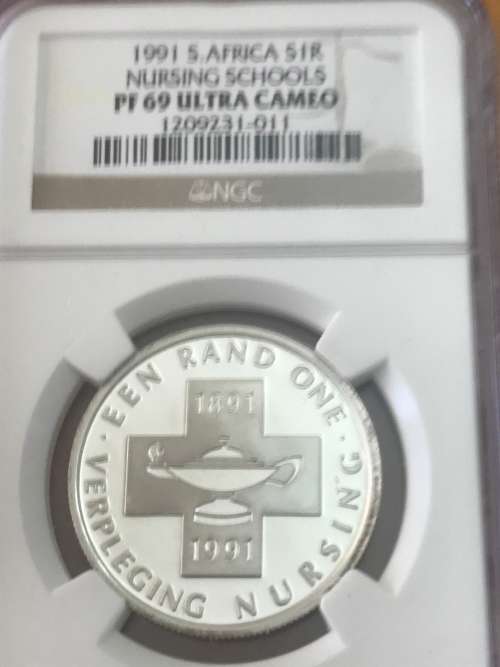 1991 S.AFRICA S1R
NURSING SCHOOLS
PF 69 ULTRA CAMEO
1209231-011
NGC
· EEN RAND ONE ·
1891
1991
VERPLEGING NURSING